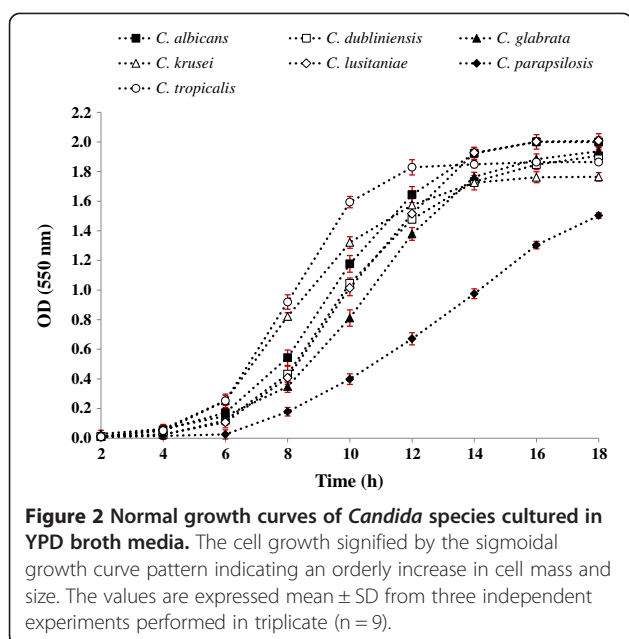 C. albicans C. dubliniensis C. glabrata
C. krusei C. lusitaniae C. parapsilosis
C. tropicalis
2.2
2.0
1.8
1.6
1.4
1.2
1.0
0.8
0.6
0.4
0.2
0.0
OD (550 nm)
2 4 6 8 10 12 14 16 18
Time (h)
Figure 2 Normal growth curves of Candida species cultured in
YPD broth media. The cell growth signified by the sigmoidal
growth curve pattern indicating an orderly increase in cell mass and
size. The values are expressed mean ± SD from three independent
experiments performed in triplicate (n = 9).